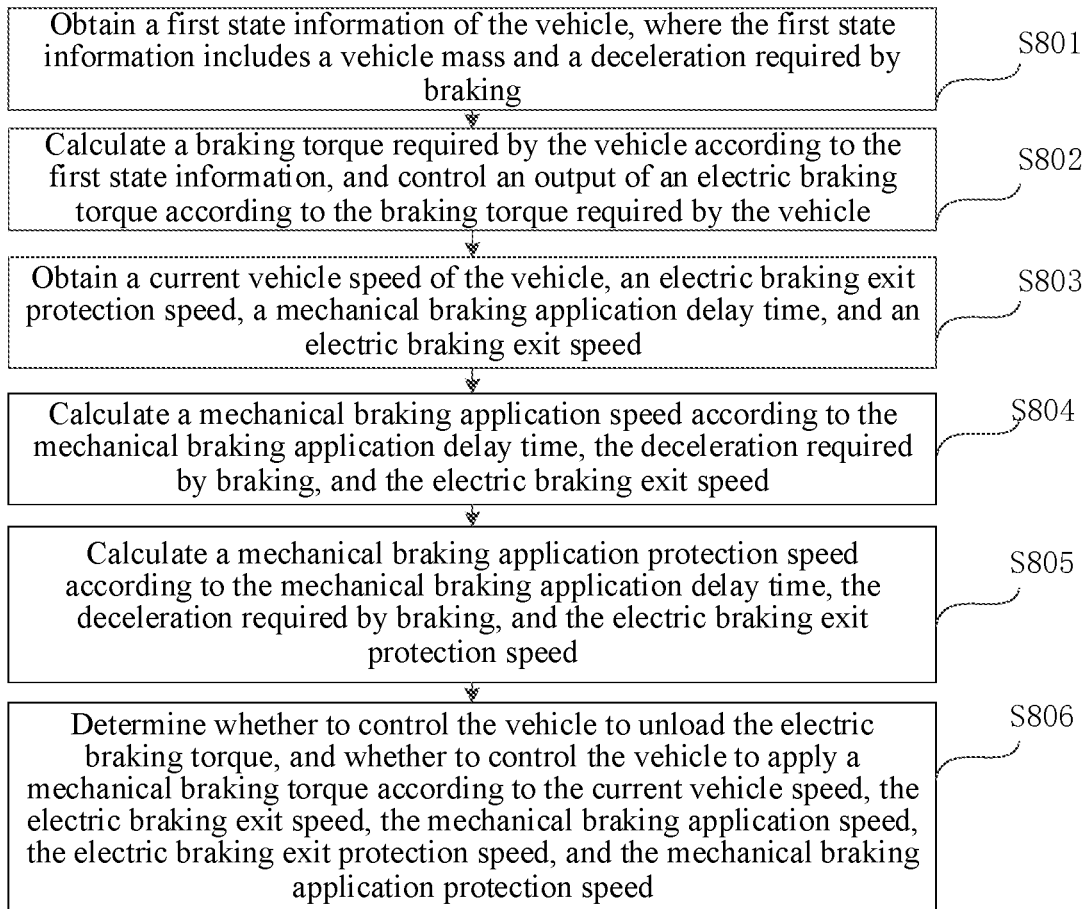 Obtain a first state information of the vehicle, where the first state
information includes a vehicle mass and a deceleration required by
braking
S801
Calculate a braking torque required by the vehicle according to the
first state information, and control an output of an electric braking
torque according to the braking torque required by the vehicle
S802
Obtain a current vehicle speed of the vehicle, an electric braking exit
protection speed, a mechanical braking application delay time, and an
electric braking exit speed
S803
Calculate a mechanical braking application speed according to the
mechanical braking application delay time, the deceleration required
by braking, and the electric braking exit speed
S804
Calculate a mechanical braking application protection speed
according to the mechanical braking application delay time, the
deceleration required by braking, and the electric braking exit
protection speed
S805
Determine whether to control the vehicle to unload the electric
braking torque, and whether to control the vehicle to apply a
mechanical braking torque according to the current vehicle speed, the
electric braking exit speed, the mechanical braking application speed,
the electric braking exit protection speed, and the mechanical braking
application protection speed
S806